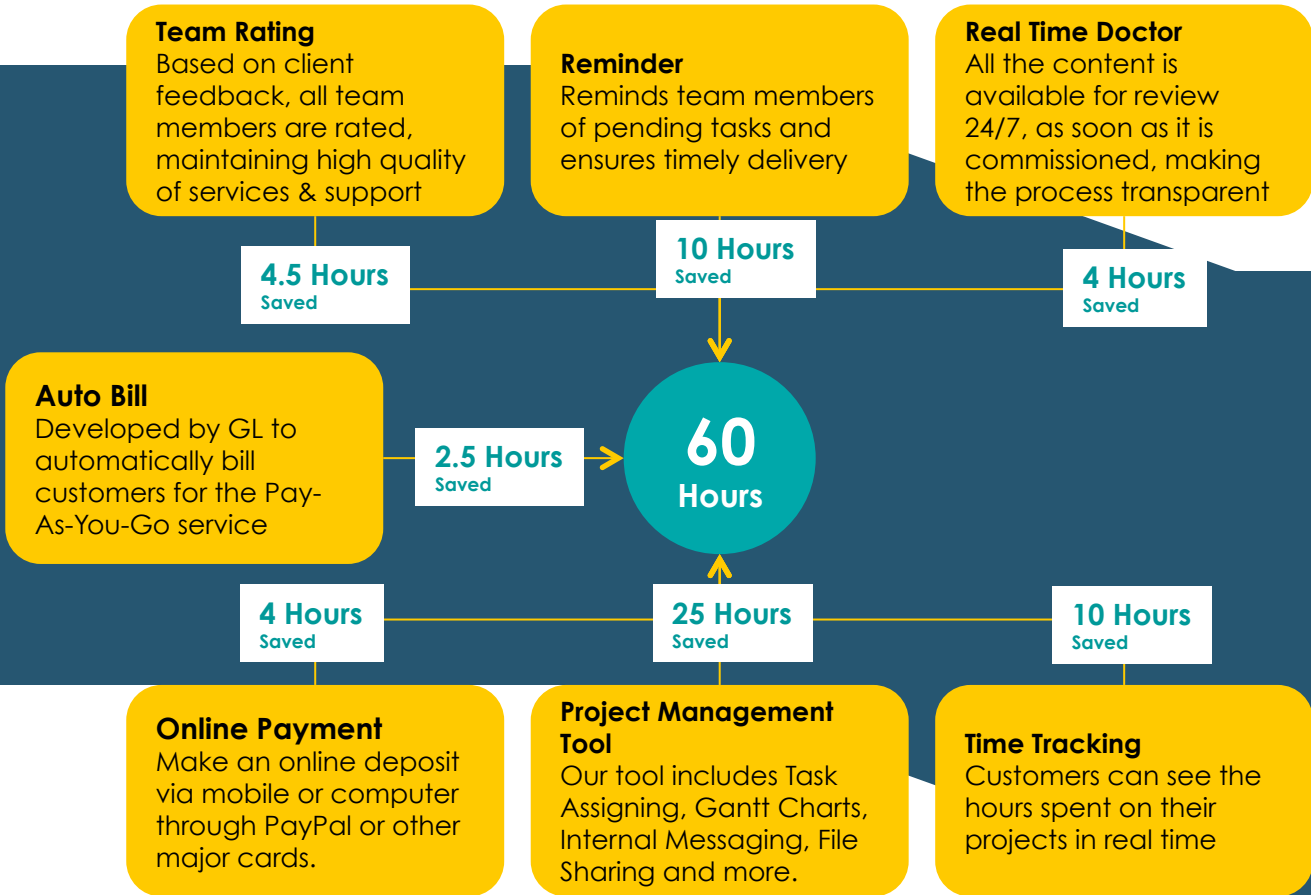 Team Rating
Based on client
feedback, all team
members are rated,
maintaining high quality
of services & support
Reminder
Reminds team members
of pending tasks and
ensures timely delivery
Real Time Doctor
All the content is
available for review
24/7, as soon as it is
commissioned, making
the process transparent
4.5 Hours
Saved
10 Hours
Saved
4 Hours
Saved
Auto Bill
Developed by GL to
automatically bill
customers for the Pay-
As-You-Go service
2.5 Hours
Saved
60
Hours
4 Hours
Saved
25 Hours
Saved
10 Hours
Saved
Online Payment
Make an online deposit
via mobile or computer
through PayPal or other
major cards.
Project Management
Tool
Our tool includes Task
Assigning, Gantt Charts,
Internal Messaging, File
Sharing and more.
Time Tracking
Customers can see the
hours spent on their
projects in real time